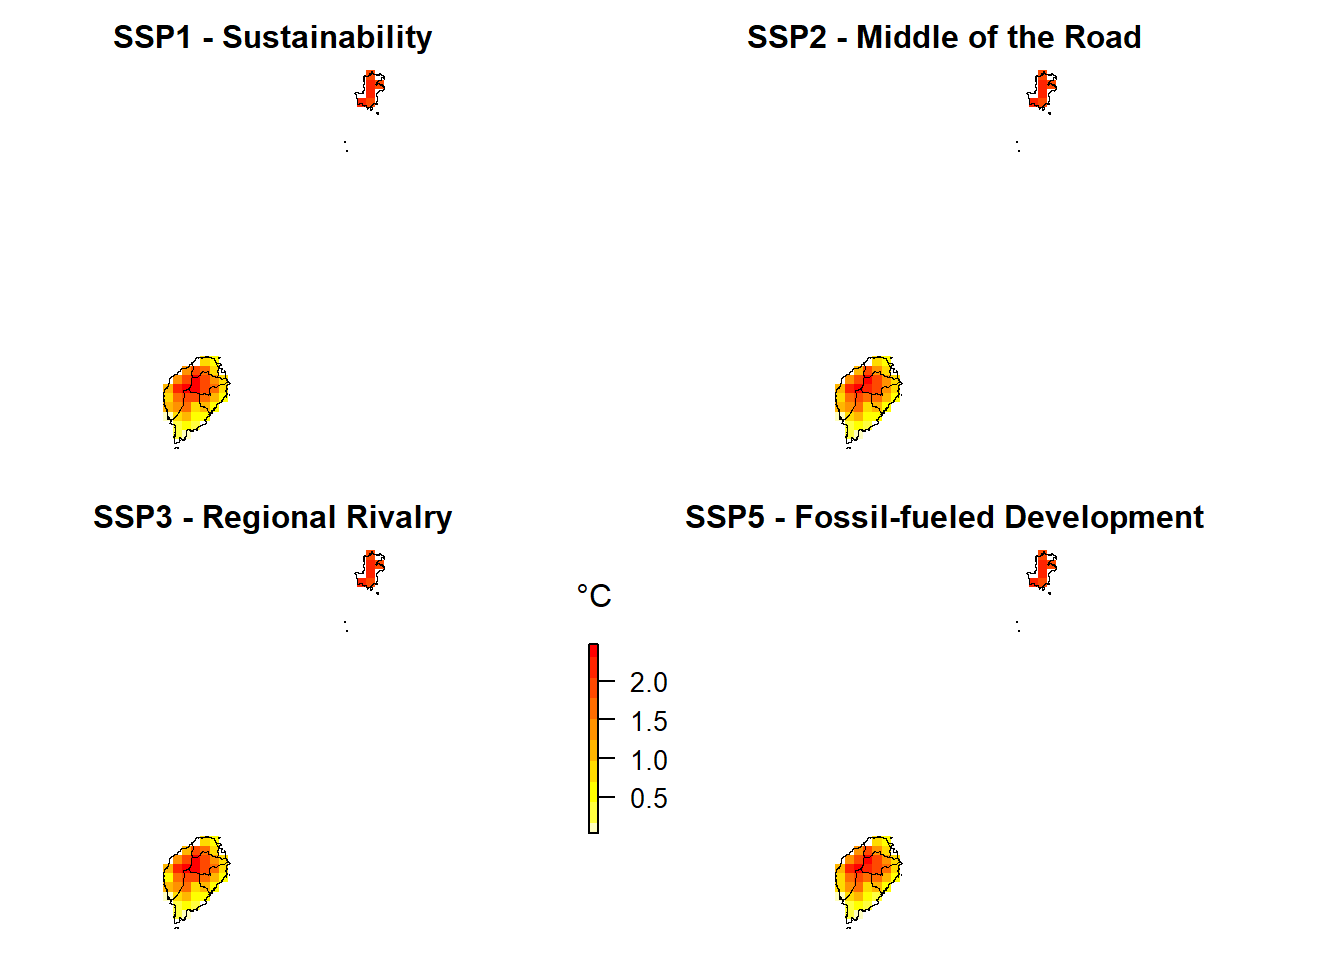 SSP1 - Sustainability
SSP2 - Middle of the Road
SSP3 - Regional Rivalry
SSP5 - Fossil-fueled Development
°C
2.0
1.5
1.0
0.5